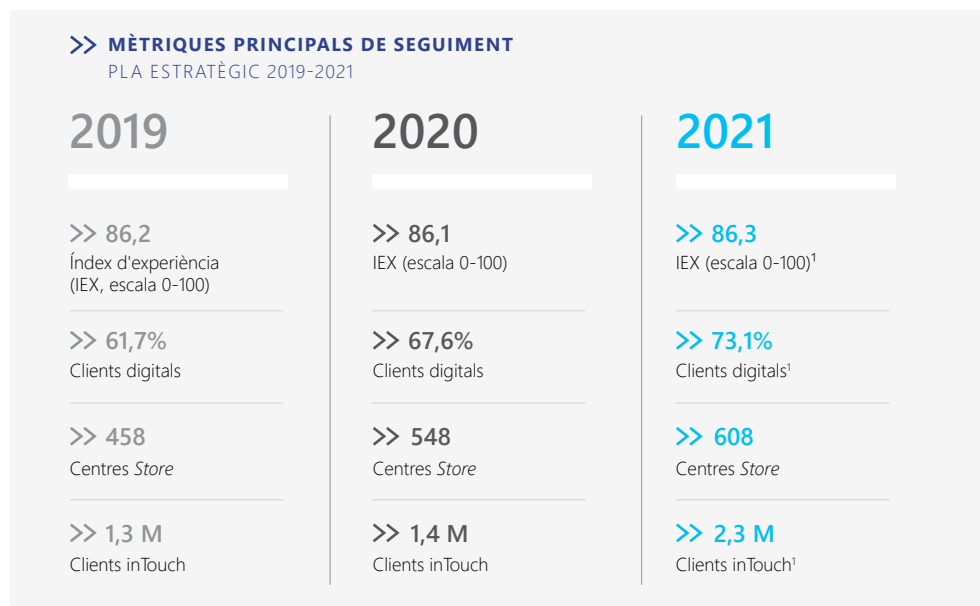 >> MÈTRIQUES PRINCIPALS DE SEGUIMENT
PLA ESTRATÈGIC 2019-2021
2019
>> 86,2
Índex d'experiència
(IEX, escala 0-100)
>> 61,7%
Clients digitals
>> 458
Centres Store
>> 1,3 M
Clients inTouch
2020
>> 86,1
IEX (escala 0-100)
>> 67,6%
Clients digitals
>> 548
Centres Store
>> 1,4 M
Clients inTouch
2021
>> 86,3
IEX (escala 0-100)¹
>> 73,1%
Clients digitals¹
>> 608
Centres Store
>> 2,3 M
Clients inTouch¹